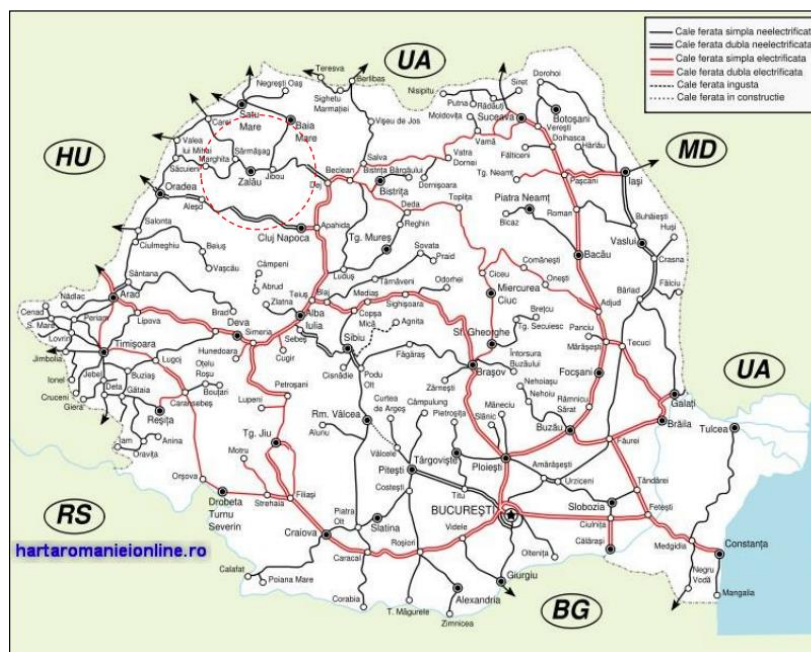 Cale ferata simpla neelectrificata
Cale ferata dubla neelectrificata
Cale ferata simpla electrificata
Cale ferata dubla electrificata
Cale ferata ingusta
Cale ferata in constructie
UA
HU
MD
UA
RS
BG
hartaromanieionline.ro
Teresva
Berlibas
Negrești Oaș
Sighetu
Marmației
Nisipitu
Siret
Dorohoi
Putna
Rădăuți
Moldovița
Suceava
Botoșani
Verești
Dolhasca
Hârlău
Satu
Mare
Carei
Baia
Mare
Vișeu de Jos
Vamă
Fălticeni
Valea
lui Mihai
Sărmășag
Marghita
Săcuieni
Zalău
Jibou
Dej
Salva
Beclean
Bistrița Bârgăului
Vatra
Dornei
Dornișoara
Bistrița
Tg. Neamț
Pașcani
Iași
Oradea
Aleșd
Cluj Napoca
Apahida
Deda
Reghin
Toplița
Piatra Neamț
Bicaz
Roman
Buhăiești
Vaslui
Huși
Crasna
Salonta
Ciulmeghiu
Beiuș
Vașcău
Tg. Mureș
Luduș
Sovata
Praid
Bacău
Câmpeni
Abrud
Zlatna
Teiuș
Blaj
Târnăveni
Odorhei
Ciceu
Miercurea
Ciuc
Comănești
Onești
Bârlad
Fălciu
Nădlac
Sântana
Arad
Alba
Iulia
Mediaș
Copșa
Mică
Sighișoara
Agnita
Adjud
Cenad
S. Mare
Periam
Lovrin
Lipova
Brad
Deva
Simeria
Sebeș
Cugir
Sibiu
Făgăraș
Sf. Gheorghe
Brețcu
Tg. Secuiesc
Panciu
Mărășești
Tecuci
Timișoara
Jimbolia
Lugoj
Hunedoara
Cisnădie
Podu
Olt
Brașov
Întorsura
Buzăului
Focșani
Ionel
Cruceni
Giera
Jebel
Deta
Buziaș
Gătaia
Oțelu
Roșu
Bouțari
Caransebeș
Petroșani
Lupeni
Zărnești
Nehoiașu
Nehoiu
Râmnicu
Sărat
Galați
Reșița
Anina
Oravița
Iam
Rm. Vâlcea
Alunu
Curtea
de Argeș
Câmpulung
Pietroșița
Măneciu
Slănic
Buzău
Brăila
Tulcea
Tg. Jiu
Motru
Vâlcele
Pitești
Târgoviște
Ploiești
Făurei
Amărășești
Urziceni
Costești
Titu
Țăndărei
Orșova
Drobeta
Turnu
Severin
Strehaia
Filiași
Piatra
Olt
Slatina
BUCUREȘTI
Slobozia
Fetești
Ciulnița
Călărași
Craiova
Caracal
Roșiori
Videle
Oltenița
Medgidia
Constanța
Calafat
Poiana Mare
Corabia
T. Măgurele
Alexandria
Zimnicea
Giurgiu
Negru
Vodă
Mangalia